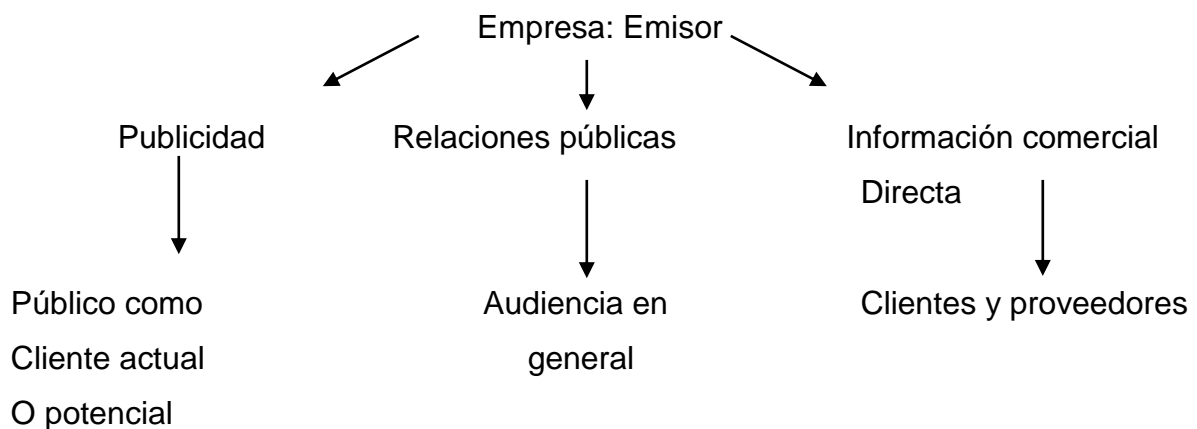 Empresa: Emisor
Publicidad
Relaciones públicas
Información comercial
Directa
Público como
Cliente actual
O potencial
Audiencia en
general
Clientes y proveedores